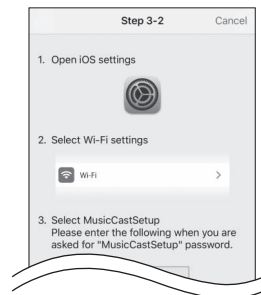 Step 3-2 Cancel
1. Open iOS settings
2. Select Wi-Fi settings
Wi-Fi
3. Select MusicCastSetup
Please enter the following when you are
asked for "MusicCastSetup" password.